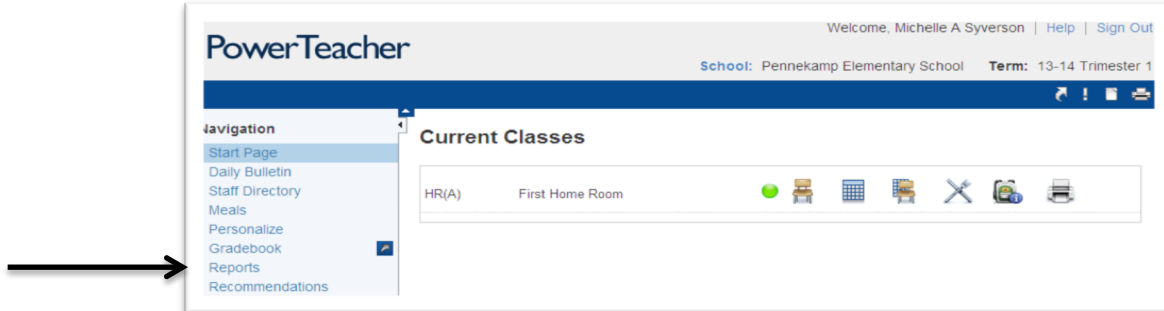 Welcome, Michelle A Syverson | Help | Sign Out
PowerTeacher
School: Pennekamp Elementary School Term: 13-14 Trimester 1
Navigation
Start Page
Daily Bulletin
Staff Directory
Meals
Personalize
Gradebook
Reports
Recommendations
Current Classes
HR(A) First Home Room